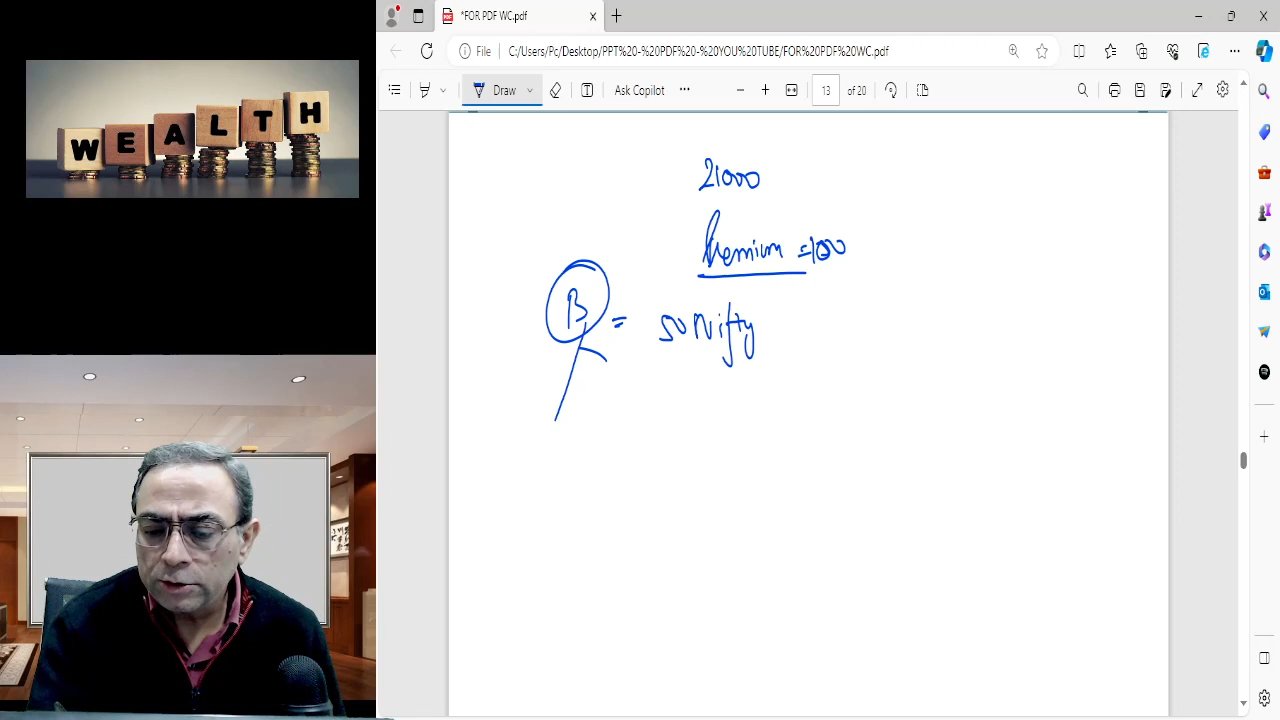 WEALTH
*FOR PDF WC.pdf
File C:/Users/Pc/Desktop/PPT%20-%20PDF%20-%20YOU TUBE/FOR%20PDF%20WC.pdf
Draw
Ask Copilot
13 of 20
21000
Premium = 100
B = 50 Nifty